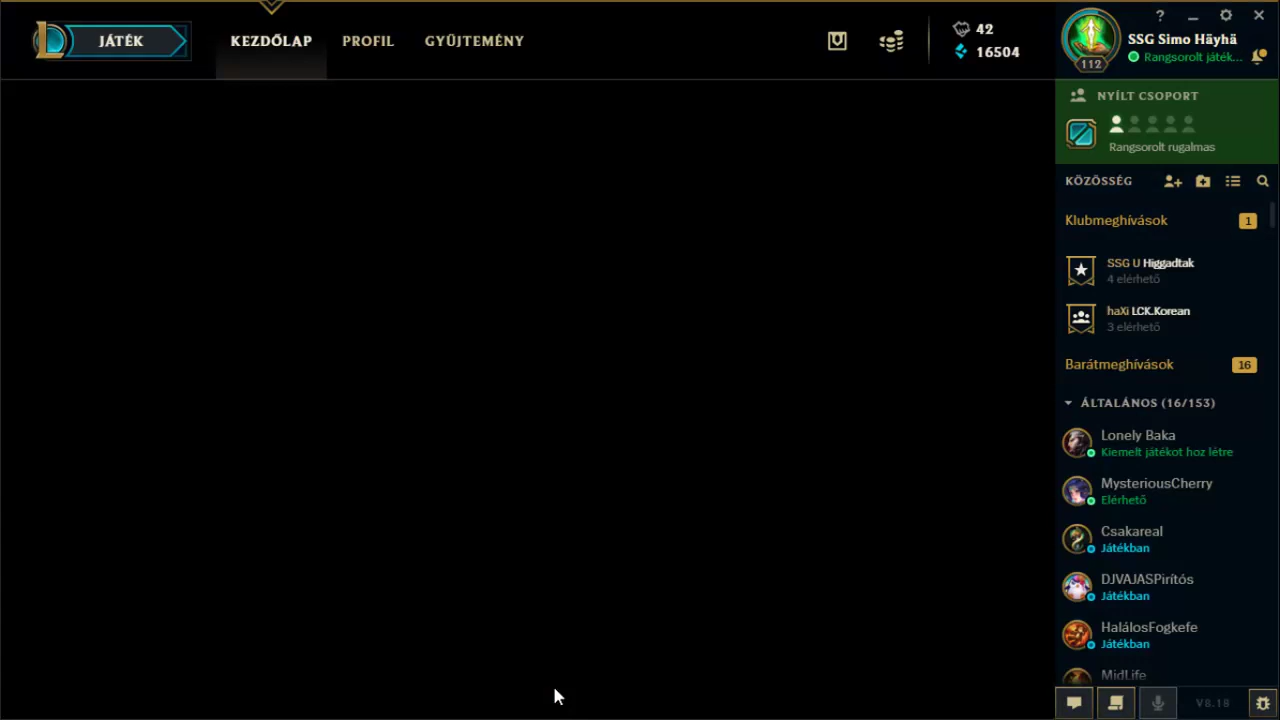 JÁTÉK
KEZDŐLAP
PROFIL
GYŰJTEMÉNY
42
16504
?
112
SSG Simo Häyhä
Rangsorolt játék...
NYÍLT CSOPORT
Rangsorolt rugalmas
KÖZÖSSÉG
Klubmeghívások
1
SSG U Higgadtak
4 elérhető
haXi LCK.Korean
3 elérhető
Barátmeghívások
16
ÁLTALÁNOS (16/153)
Lonely Baka
Kiemelt játékot hoz létre
MysteriousCherry
Elérhető
Csakareal
Játékban
DJVAJASPirítós
Játékban
HalálosFogkefe
Játékban
MidLife
V8.18